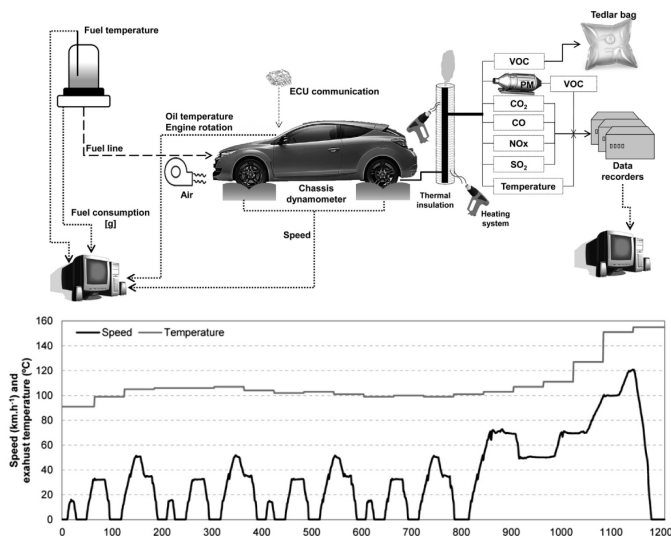 Tedlar bag
Fuel temperature
VOC
PM
VOC
ECU communication
CO₂
Oil temperature
Engine rotation
CO
Fuel line
NOx
SO₂
Data
recorders
Air
Chassis
dynamometer
Thermal
insulation
Temperature
Heating
system
Fuel consumption
[g]
Speed
Speed (km.h⁻¹) and
exahust temperature (ºC)
Speed
Temperature
160
140
120
100
80
60
40
20
0
0 100 200 300 400 500 600 700 800 900 1000 1100 1200